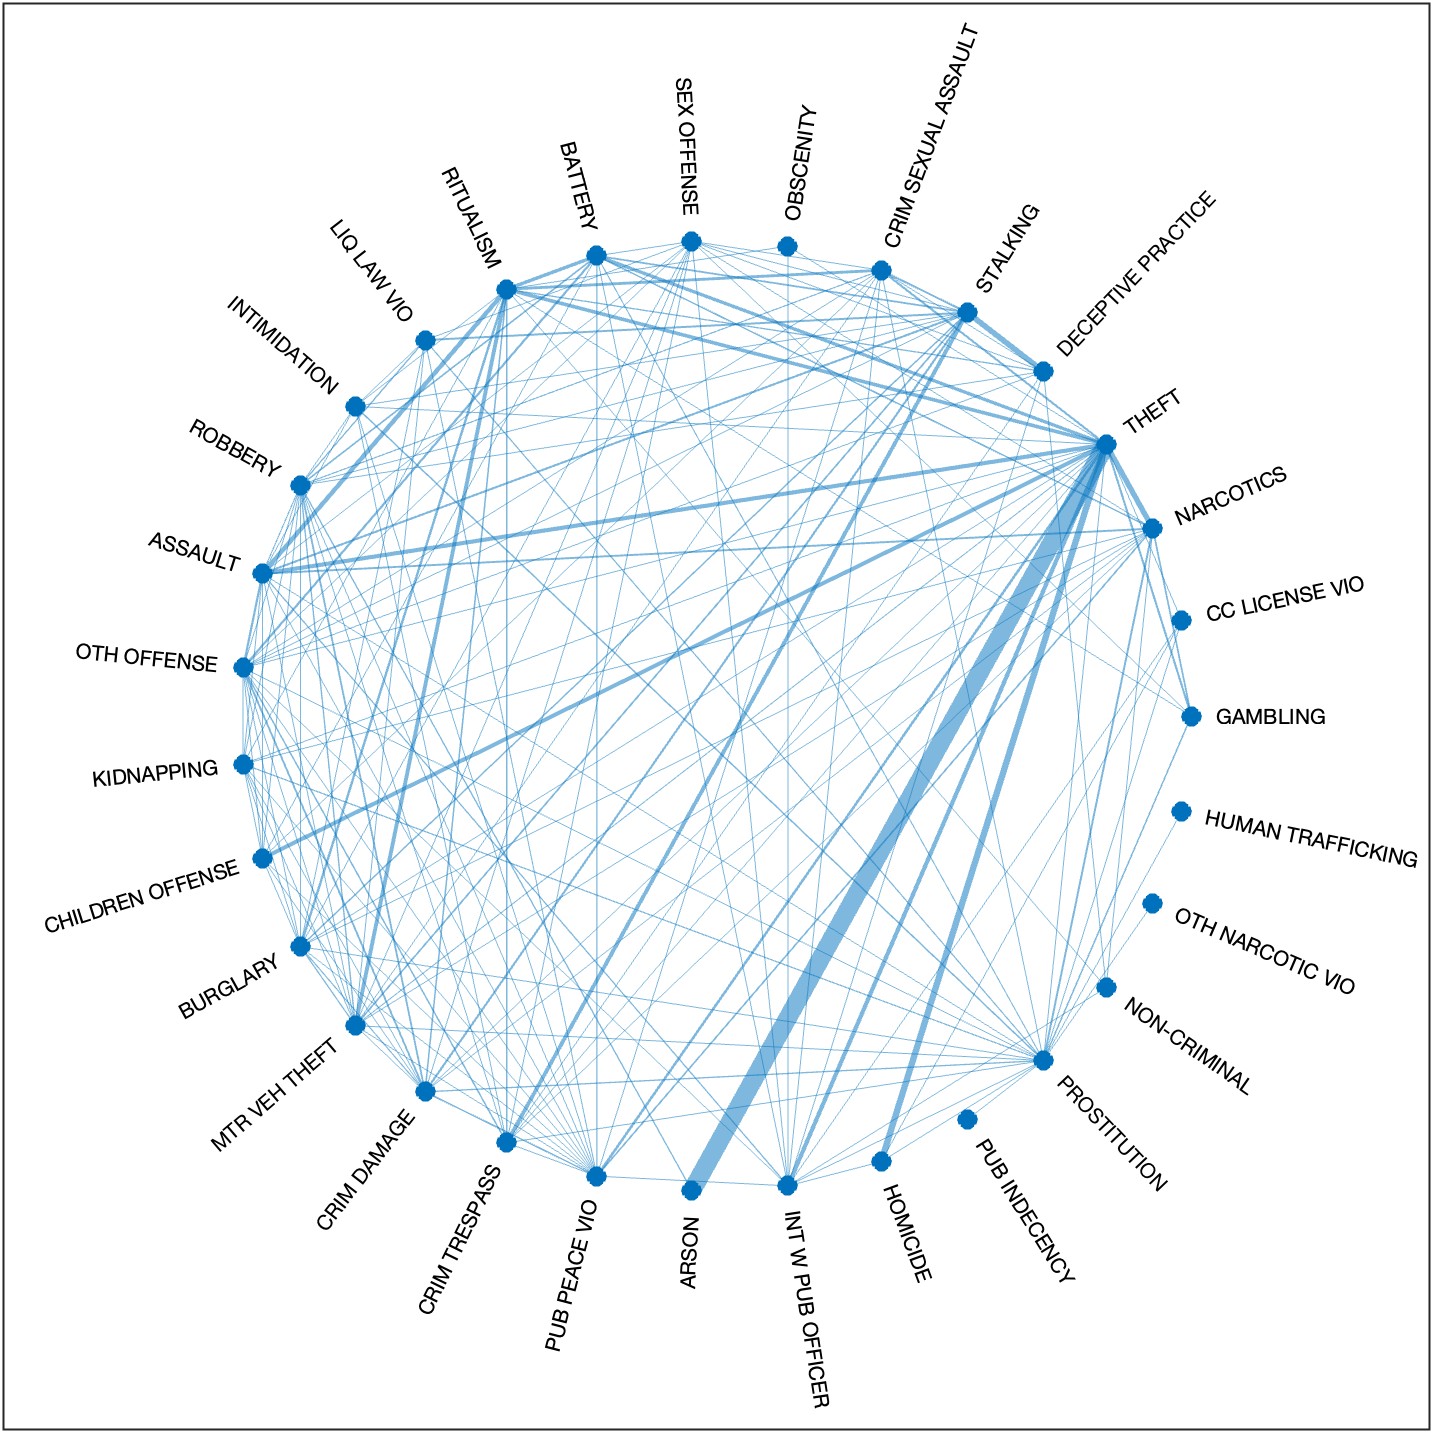 SEX OFFENSE
OBSCENITY
CRIM SEXUAL ASSAULT
STALKING
DECEPTIVE PRACTICE
THEFT
NARCOTICS
CC LICENSE VIO
GAMBLING
HUMAN TRAFFICKING
OTH NARCOTIC VIO
NON-CRIMINAL
PROSTITUTION
PUB INDECENCY
HOMICIDE
INT W PUB OFFICER
ARSON
PUB PEACE VIO
CRIM TRESPASS
CRIM DAMAGE
MTR VEH THEFT
BURGLARY
CHILDREN OFFENSE
KIDNAPPING
OTH OFFENSE
ASSAULT
ROBBERY
INTIMIDATION
LIQ LAW VIO
RITUALISM
BATTERY